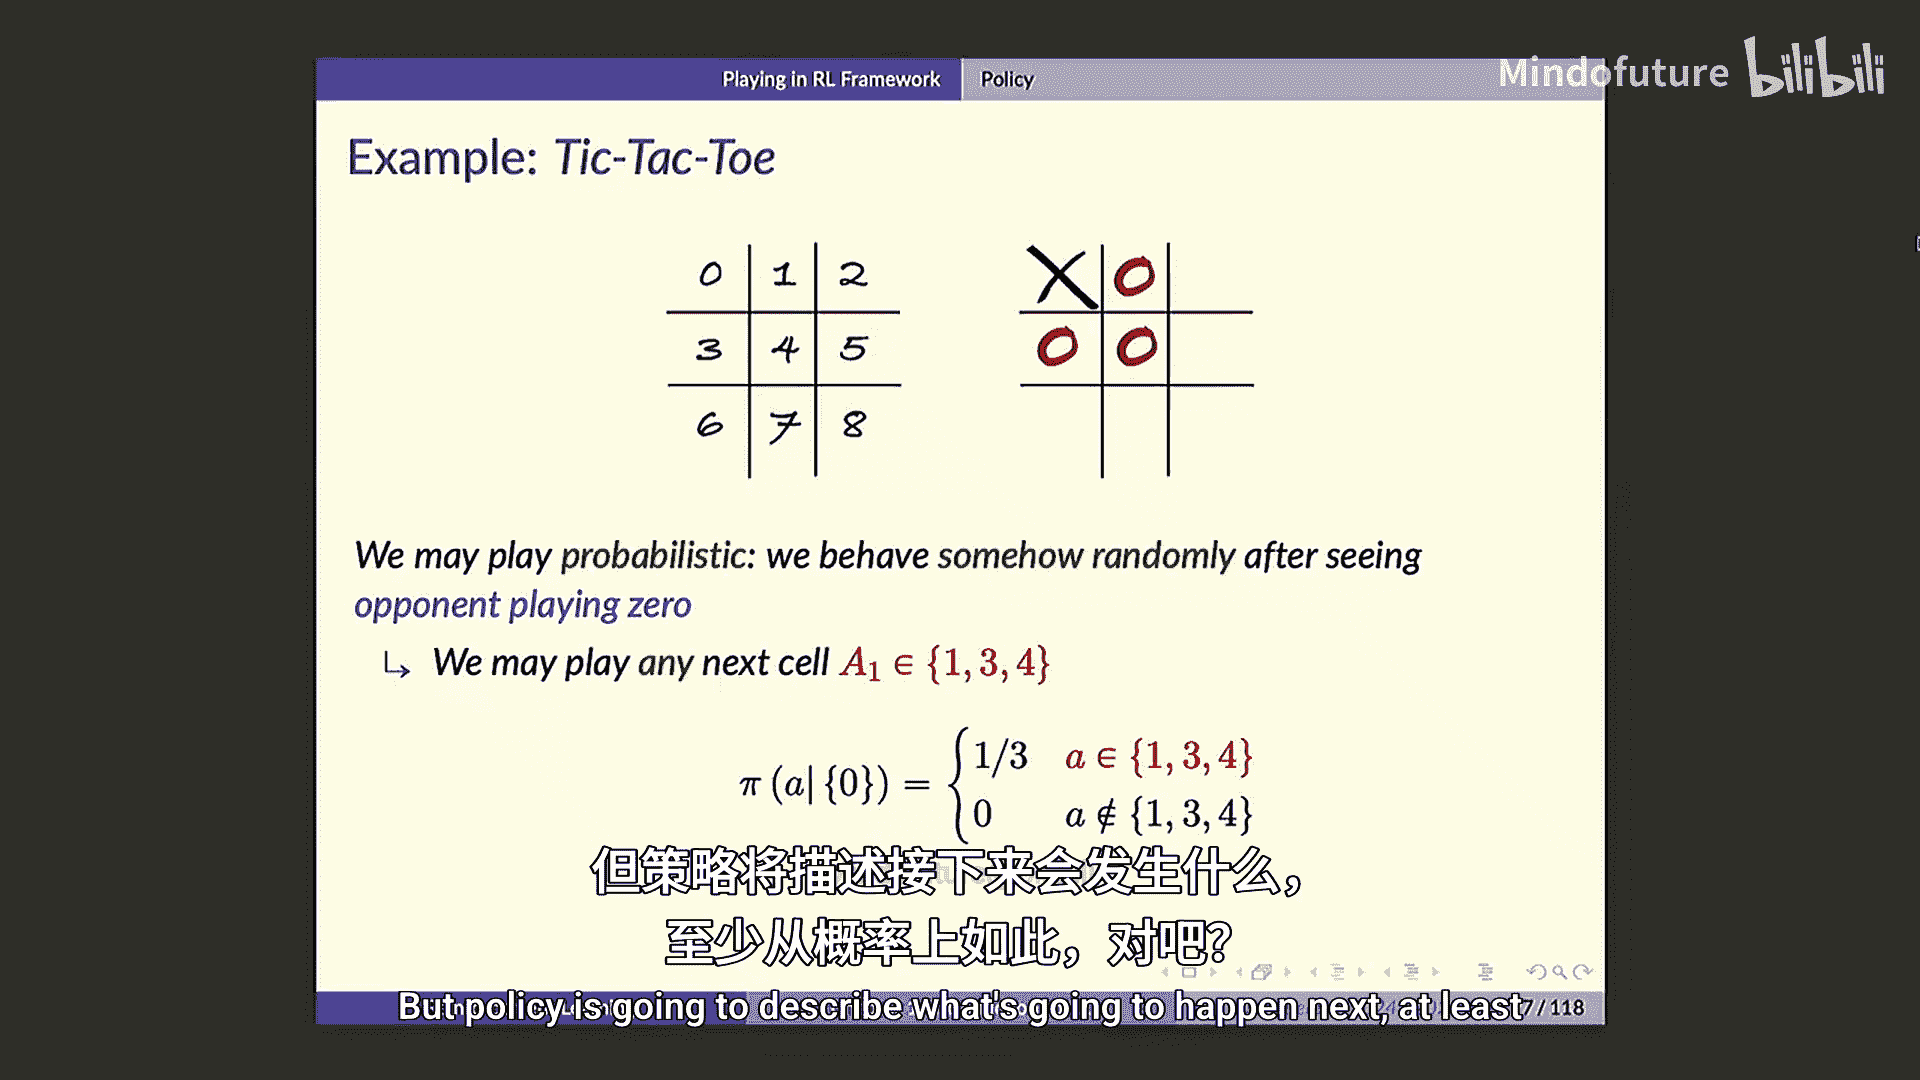 Playing in RL Framework
Policy
Mindofuture bilibili
Example: Tic-Tac-Toe
0 1 2
X O
3 4 5
O O
6 7 8
We may play probabilistic: we behave somehow randomly after seeing
opponent playing zero
↳ We may play any next cell A₁ ∈ {1, 3, 4}
π (a| {0}) = { 1/3 a ∈ {1, 3, 4}
0 a ∉ {1, 3, 4}
但策略将描述接下来会发生什么，
至少从概率上如此，对吧？
But policy is going to describe what's going to happen next, at least
7/118